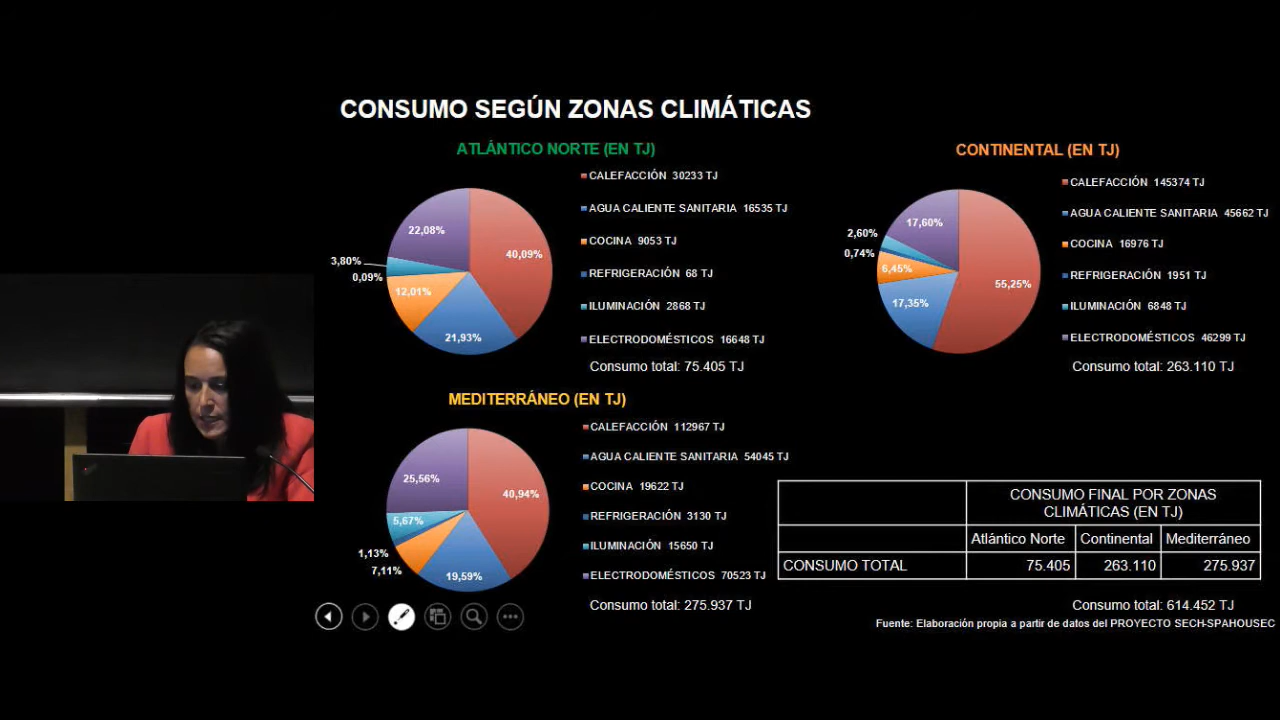 CONSUMO SEGÚN ZONAS CLIMÁTICAS
ATLÁNTICO NORTE (EN TJ)
22,08%
40,09%
3,80%
0,09%
12,01%
21,93%
CALEFACCIÓN 30233 TJ
AGUA CALIENTE SANITARIA 16535 TJ
COCINA 9053 TJ
REFRIGERACIÓN 68 TJ
ILUMINACIÓN 2868 TJ
ELECTRODOMÉSTICOS 16648 TJ
Consumo total: 75.405 TJ
CONTINENTAL (EN TJ)
17,60%
2,60%
0,74%
6,45%
55,25%
17,35%
CALEFACCIÓN 145374 TJ
AGUA CALIENTE SANITARIA 45662 TJ
COCINA 16976 TJ
REFRIGERACIÓN 1951 TJ
ILUMINACIÓN 6848 TJ
ELECTRODOMÉSTICOS 46299 TJ
Consumo total: 263.110 TJ
MEDITERRÁNEO (EN TJ)
25,56%
40,94%
5,67%
1,13%
7,11%
19,59%
CALEFACCIÓN 112967 TJ
AGUA CALIENTE SANITARIA 54045 TJ
COCINA 19622 TJ
REFRIGERACIÓN 3130 TJ
ILUMINACIÓN 15650 TJ
ELECTRODOMÉSTICOS 70523 TJ
Consumo total: 275.937 TJ
CONSUMO FINAL POR ZONAS
CLIMÁTICAS (EN TJ)
Atlántico Norte Continental Mediterráneo
CONSUMO TOTAL 75.405 263.110 275.937
Consumo total: 614.452 TJ
Fuente: Elaboración propia a partir de datos del PROYECTO SECH-SPAHOUSEC